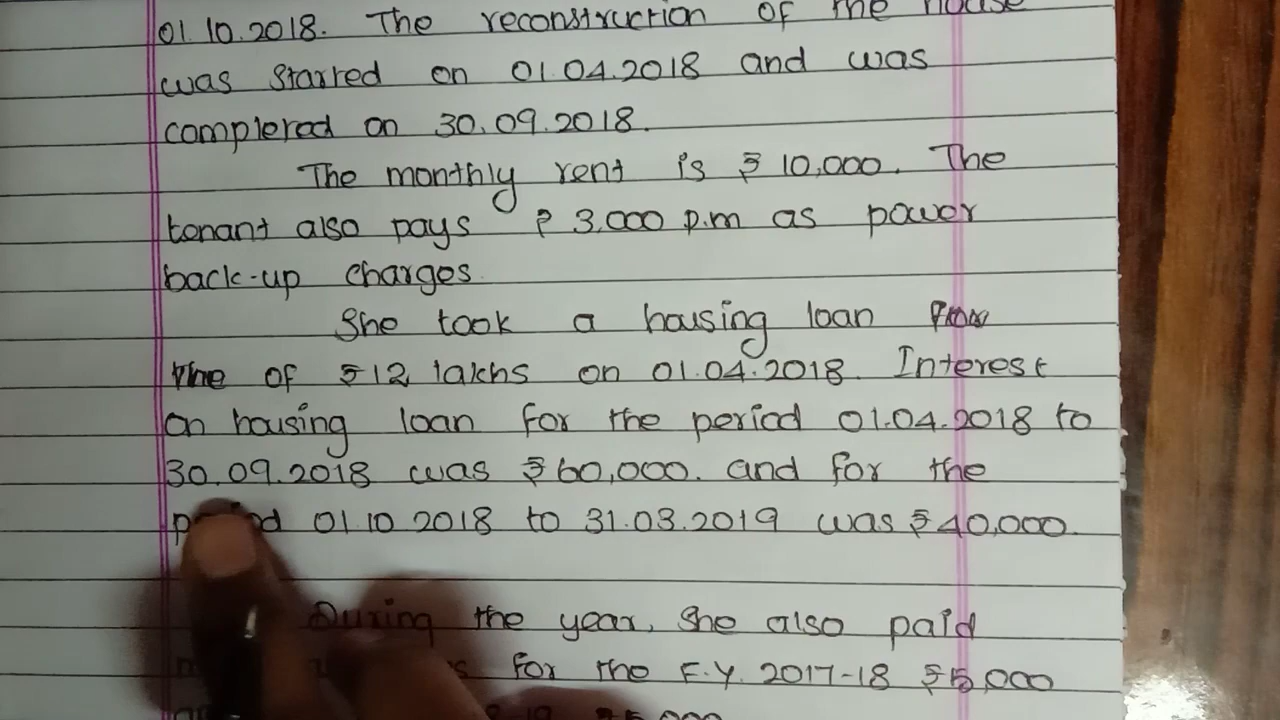 01.10.2018. The reconstruction of the house
was started on 01.04.2018 and was
completed on 30.09.2018.
The monthly rent is ₹ 10,000. The
tenant also pays ₹ 3,000 p.m as power
back-up charges.
She took a housing loan
of ₹ 12 lakhs on 01.04.2018. Interest
on housing loan for the period 01.04.2018 to
30.09.2018 was ₹ 60,000. and for the
period 01.10 2018 to 31.03.2019 was ₹ 40,000.
During the year, She also paid
for the F.Y. 2017-18 ₹5,000